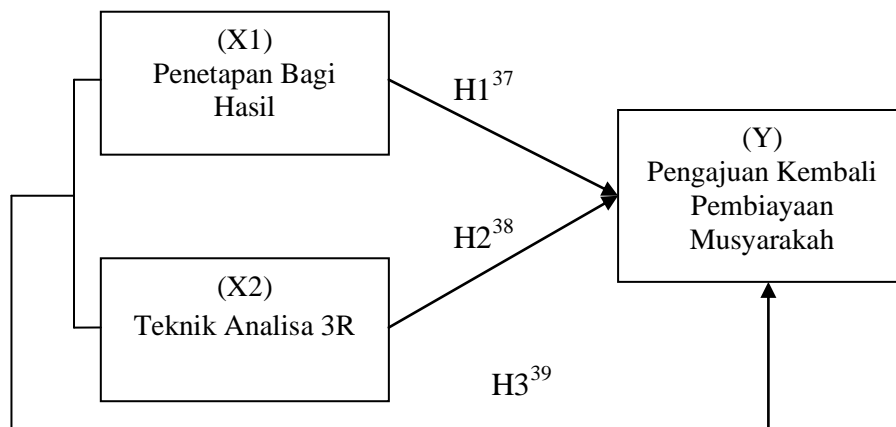 (X1)
Penetapan Bagi
Hasil
H1³⁷
(Y)
Pengajuan Kembali
Pembiayaan
Musyarakah
H2³⁸
(X2)
Teknik Analisa 3R
H3³⁹